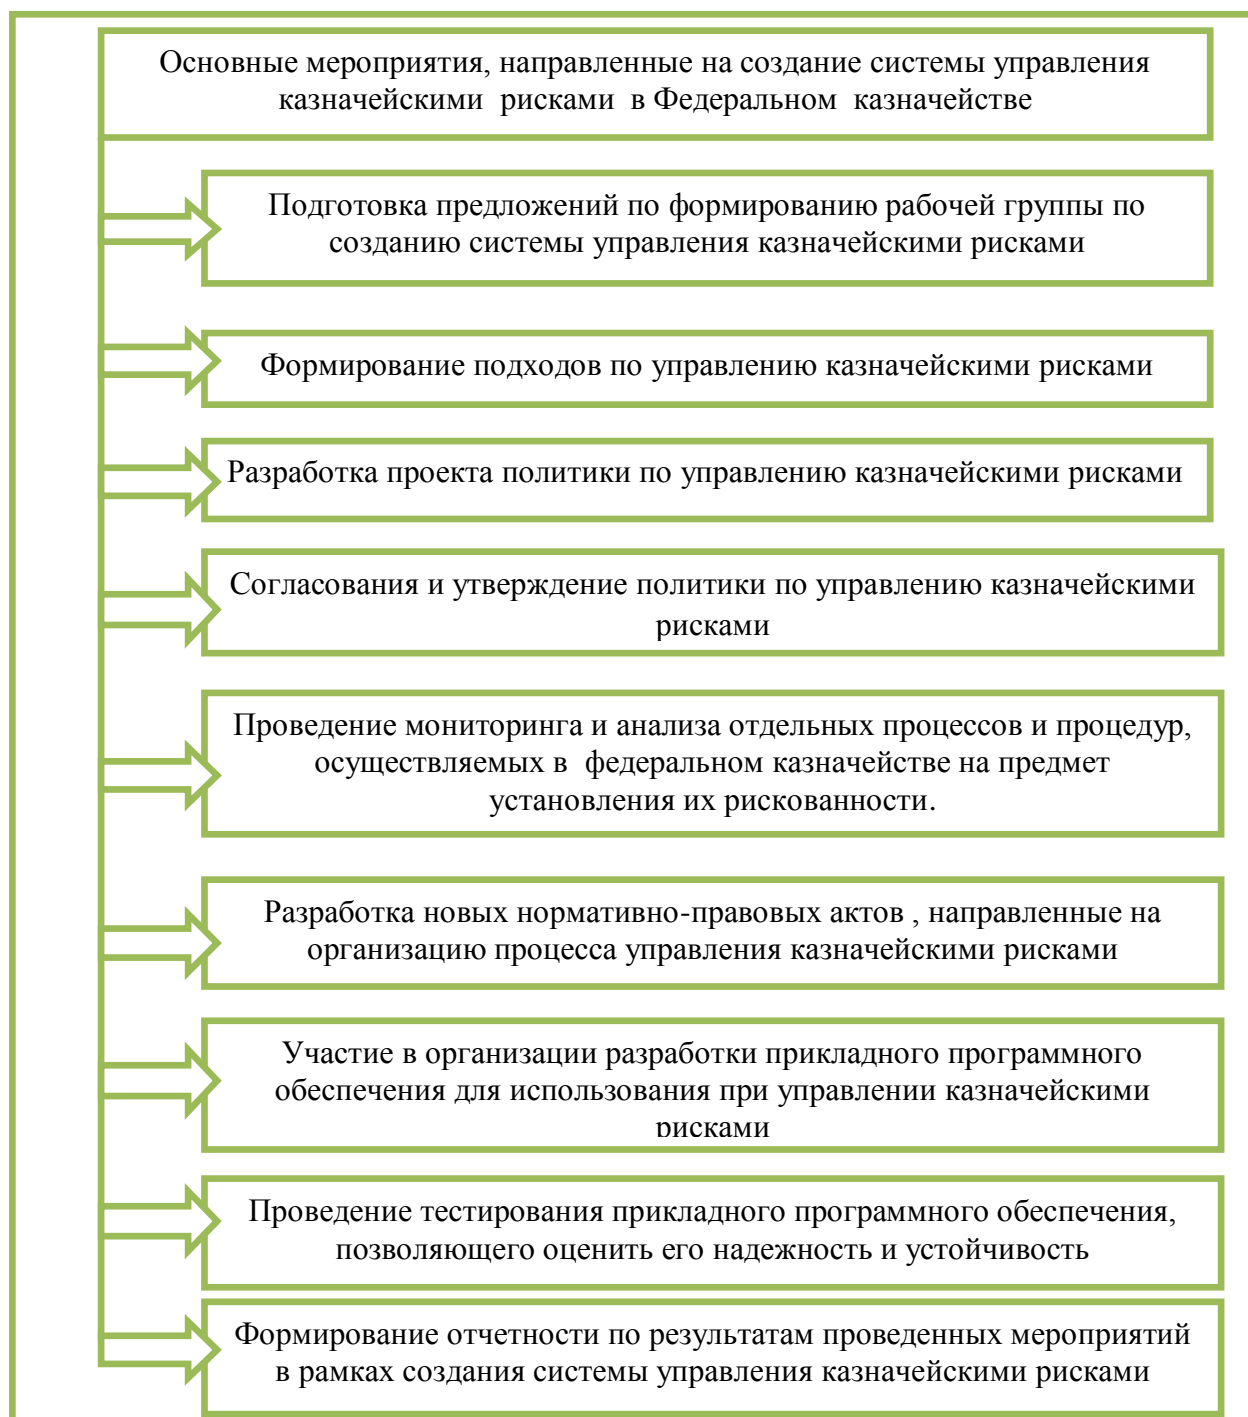 Основные мероприятия, направленные на создание системы управления
казначейскими рисками в Федеральном казначействе
Подготовка предложений по формированию рабочей группы по
созданию системы управления казначейскими рисками
Формирование подходов по управлению казначейскими рисками
Разработка проекта политики по управлению казначейскими рисками
Согласования и утверждение политики по управлению казначейскими
рисками
Проведение мониторинга и анализа отдельных процессов и процедур,
осуществляемых в федеральном казначействе на предмет
установления их рискованности.
Разработка новых нормативно-правовых актов , направленные на
организацию процесса управления казначейскими рисками
Участие в организации разработки прикладного программного
обеспечения для использования при управлении казначейскими
рисками
Проведение тестирования прикладного программного обеспечения,
позволяющего оценить его надежность и устойчивость
Формирование отчетности по результатам проведенных мероприятий
в рамках создания системы управления казначейскими рисками